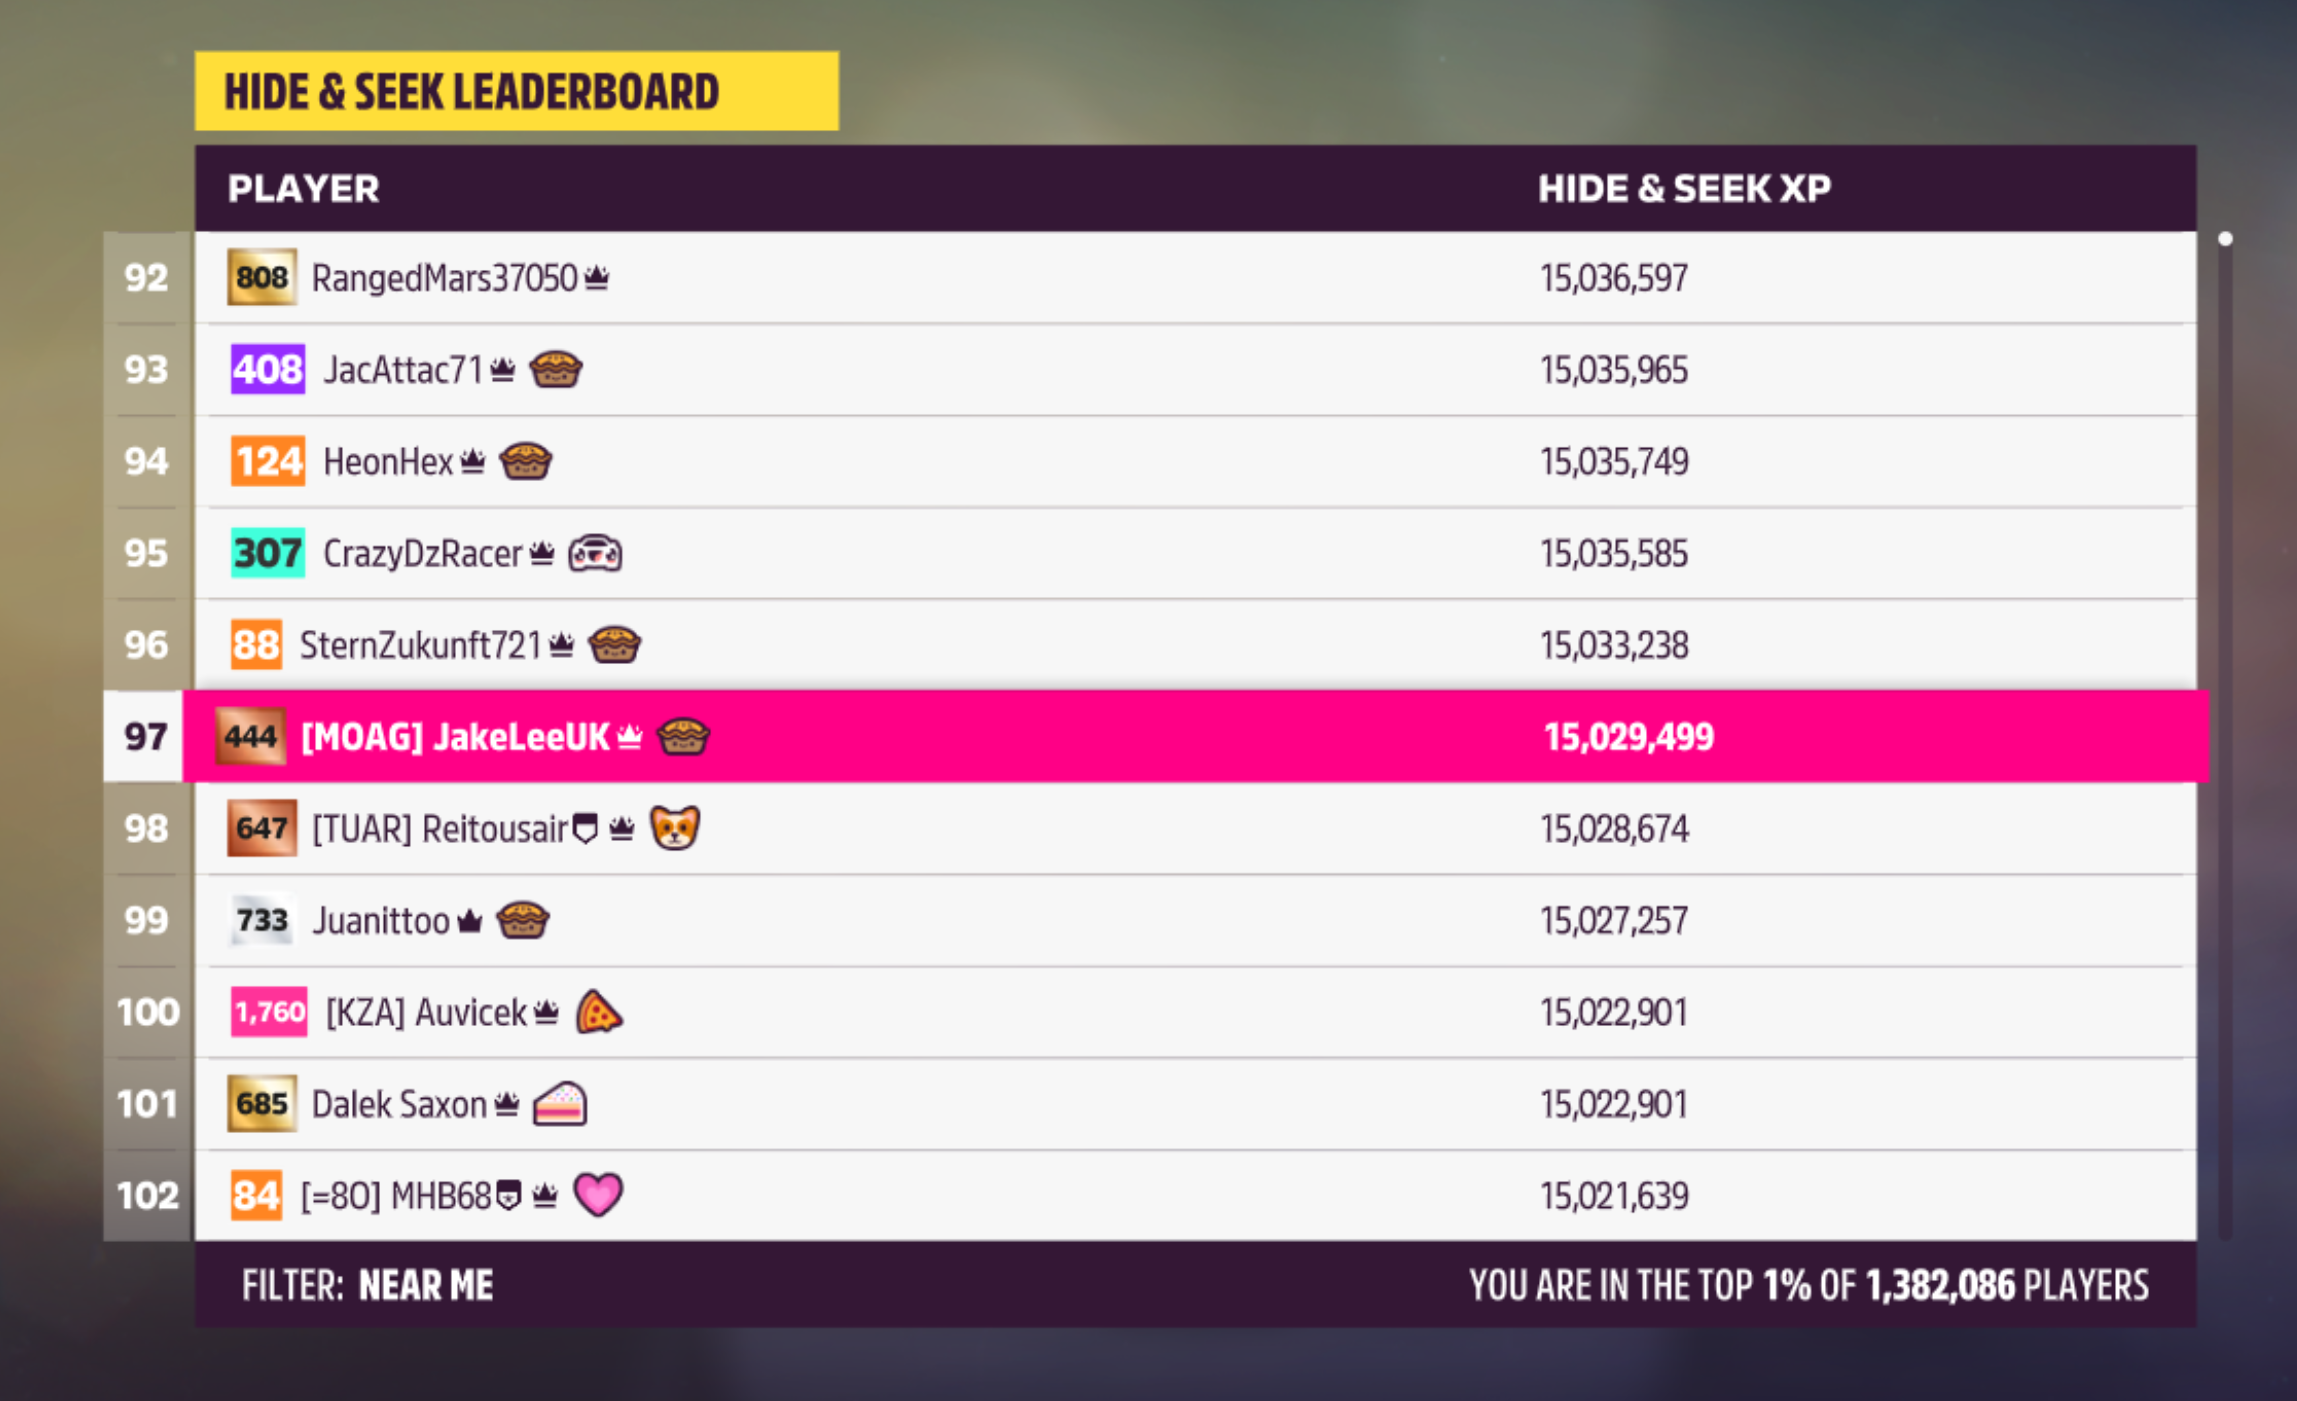 HIDE & SEEK LEADERBOARD
PLAYER HIDE & SEEK XP
92 808 RangedMars37050 15,036,597
93 408 JacAttac71 15,035,965
94 124 HeonHex 15,035,749
95 307 CrazyDzRacer 15,035,585
96 88 SternZukunft721 15,033,238
97 444 [MOAG] JakeLeeUK 15,029,499
98 647 [TUAR] Reitousair 15,028,674
99 733 Juanittoo 15,027,257
100 1,760 [KZA] Auvicek 15,022,901
101 685 Dalek Saxon 15,022,901
102 84 [=8O] MHB68 15,021,639
FILTER: NEAR ME YOU ARE IN THE TOP 1% OF 1,382,086 PLAYERS